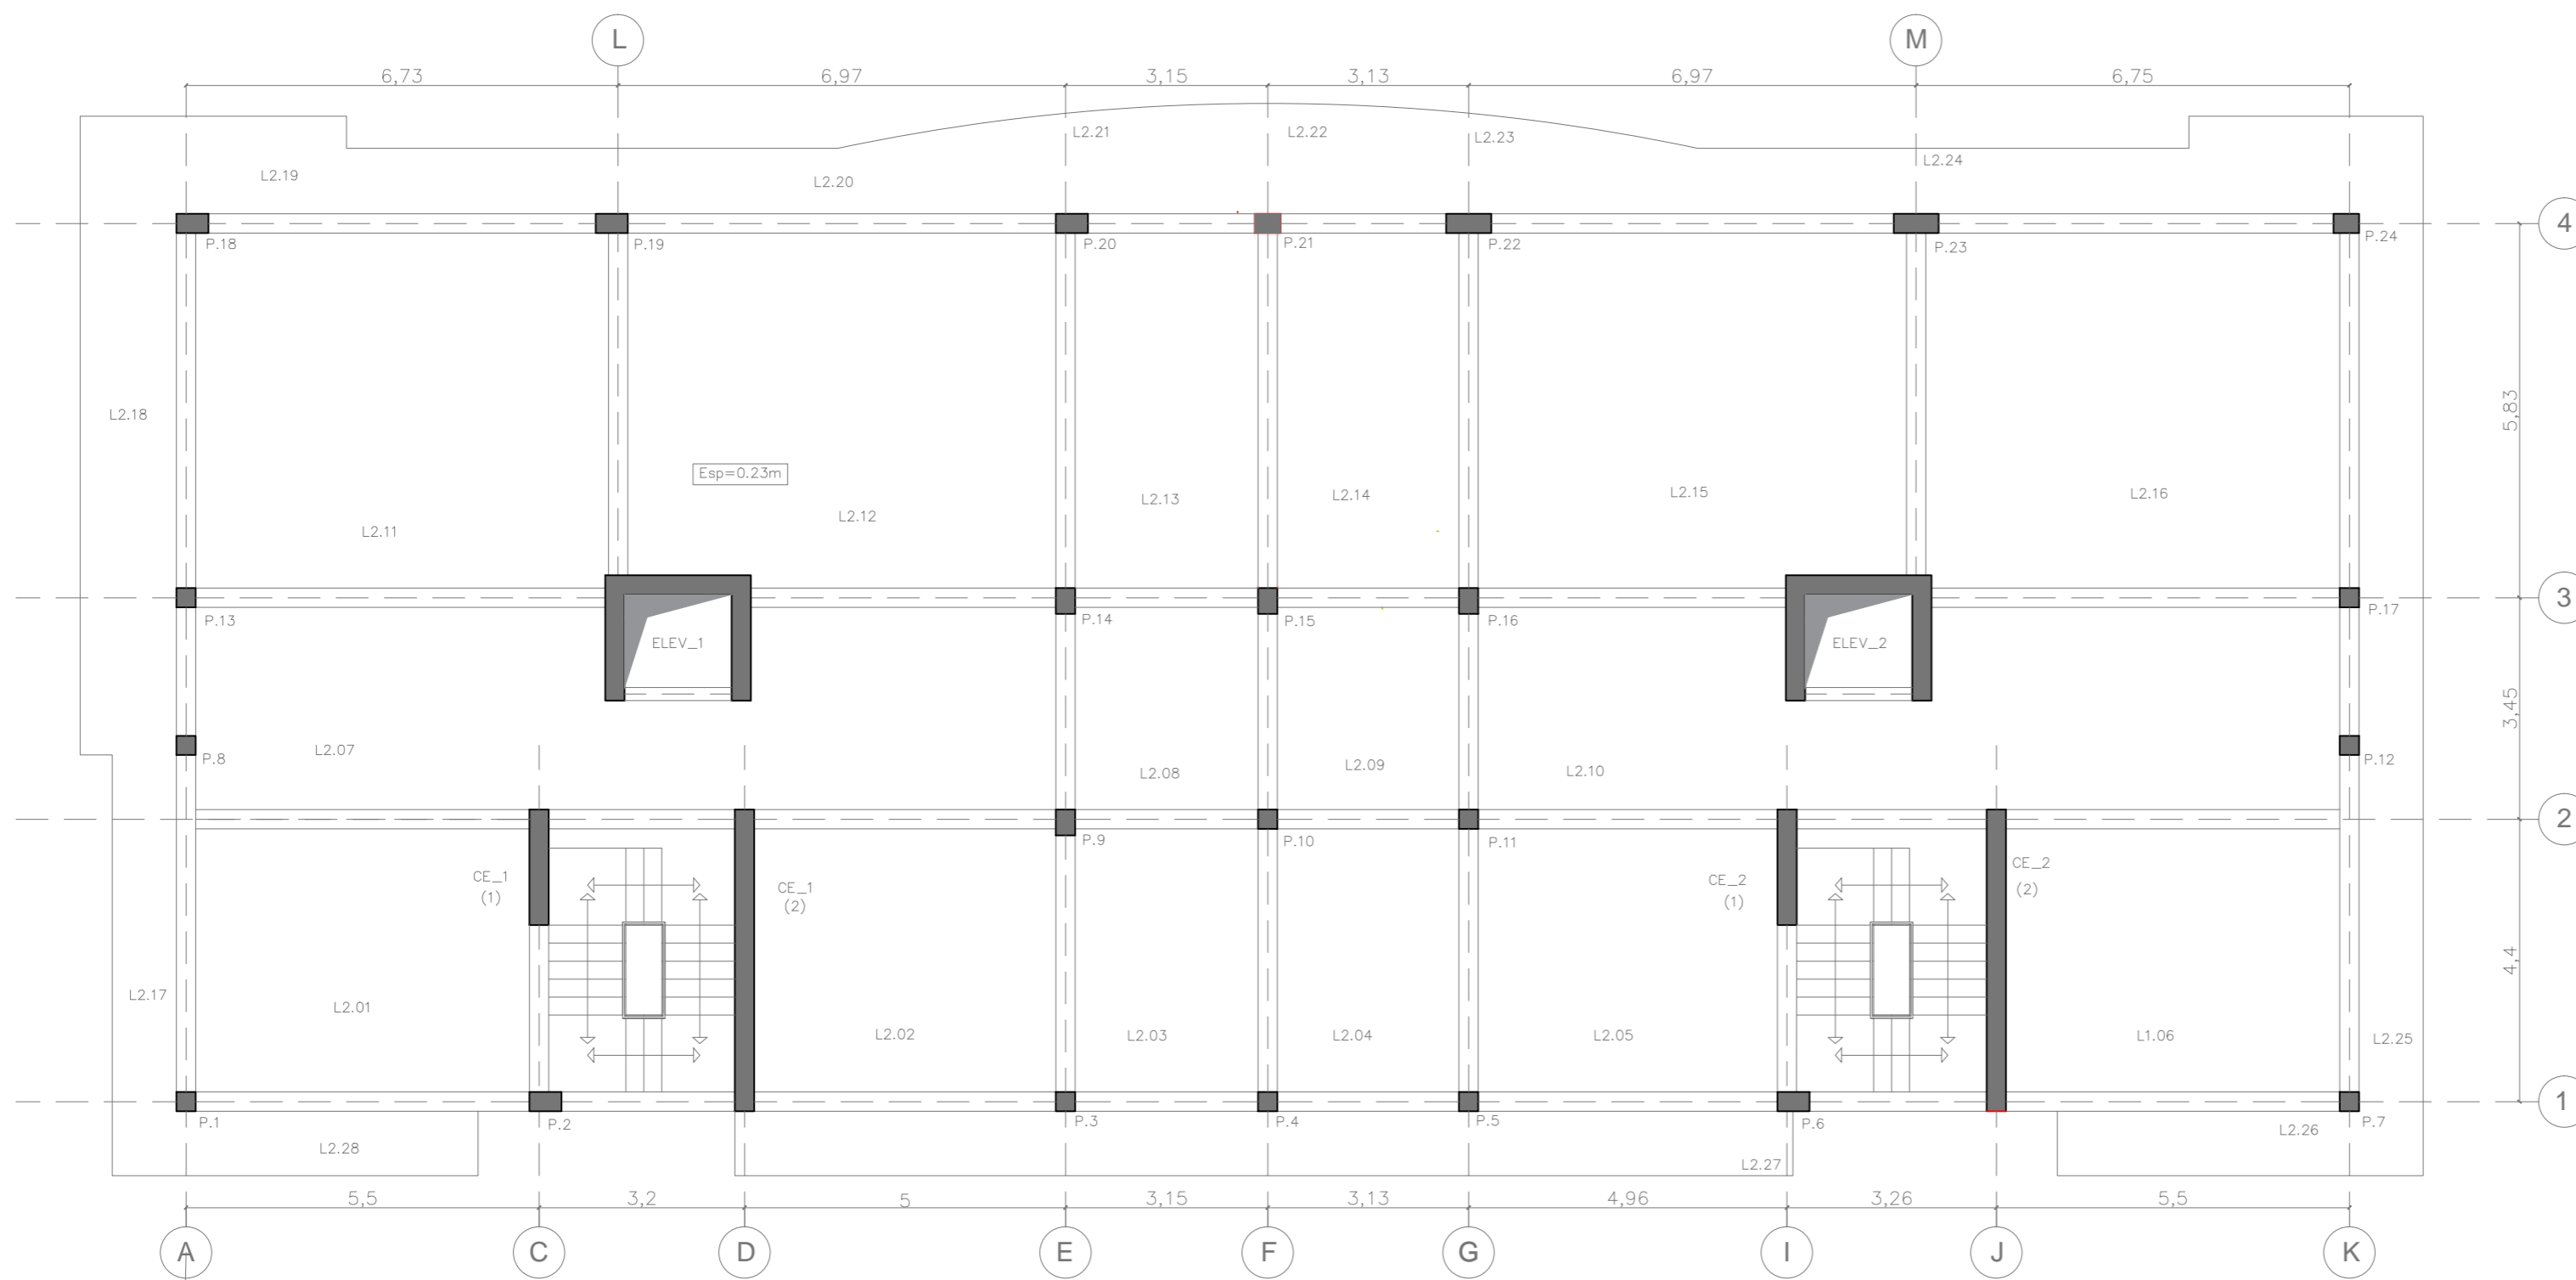 L
M
6,73
6,97
3,15
3,13
6,97
6,75
L2.21
L2.22
L2.23
L2.24
L2.19
L2.20
4
P.18
P.19
P.20
P.21
P.22
P.23
P.24
L2.18
5,83
Esp=0.23m
L2.11
L2.12
L2.13
L2.14
L2.15
L2.16
3
P.13
P.14
P.15
P.16
P.17
ELEV_1
ELEV_2
3,45
L2.07
P.8
L2.08
L2.09
L2.10
P.12
2
P.9
P.10
P.11
CE_1
(1)
CE_1
(2)
CE_2
(1)
CE_2
(2)
4,4
L2.17
L2.01
L2.02
L2.03
L2.04
L2.05
L1.06
L2.25
1
P.1
P.2
P.3
P.4
P.5
P.6
P.7
L2.28
L2.27
L2.26
5,5
3,2
5
3,15
3,13
4,96
3,26
5,5
A
C
D
E
F
G
I
J
K